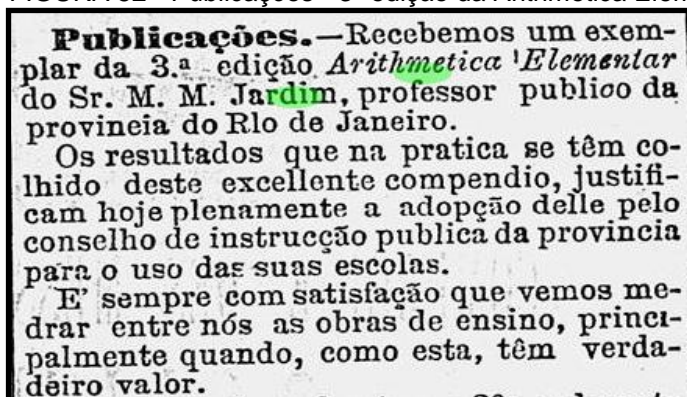 Publicações.—Recebemos um exem-
plar da 3.ª edição Arithmetica 'Elementar
do Sr. M. M. Jardim, professor publico da
provineia do Rlo de Janeiro.
Os resultados que na pratica se têm co-
lhido deste excellente compendio, justifi-
cam hoje plenamente a adopção delle pelo
conselho de instrucção publica da provincia
para o uso das suas escolas.
E' sempre com satisfação que vemos me-
drar entre nós as obras de ensino, princi-
palmente quando, como esta, têm verda-
deiro valor.